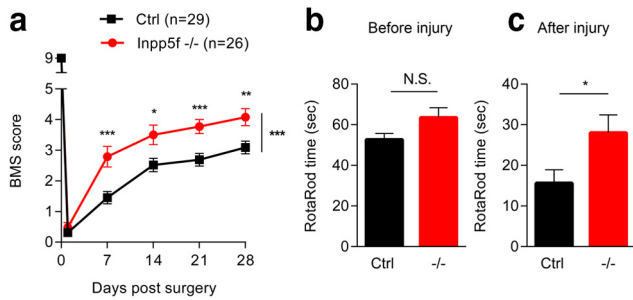 a
Ctrl (n=29)
Inpp5f -/- (n=26)
BMS score
9
5
4
3
2
1
0
***
*
***
**
***
0 7 14 21 28
Days post surgery
b
Before injury
RotaRod time (sec)
80
60
40
20
0
N.S.
Ctrl -/-
c
After injury
RotaRod time (sec)
40
30
20
10
0
*
Ctrl -/-